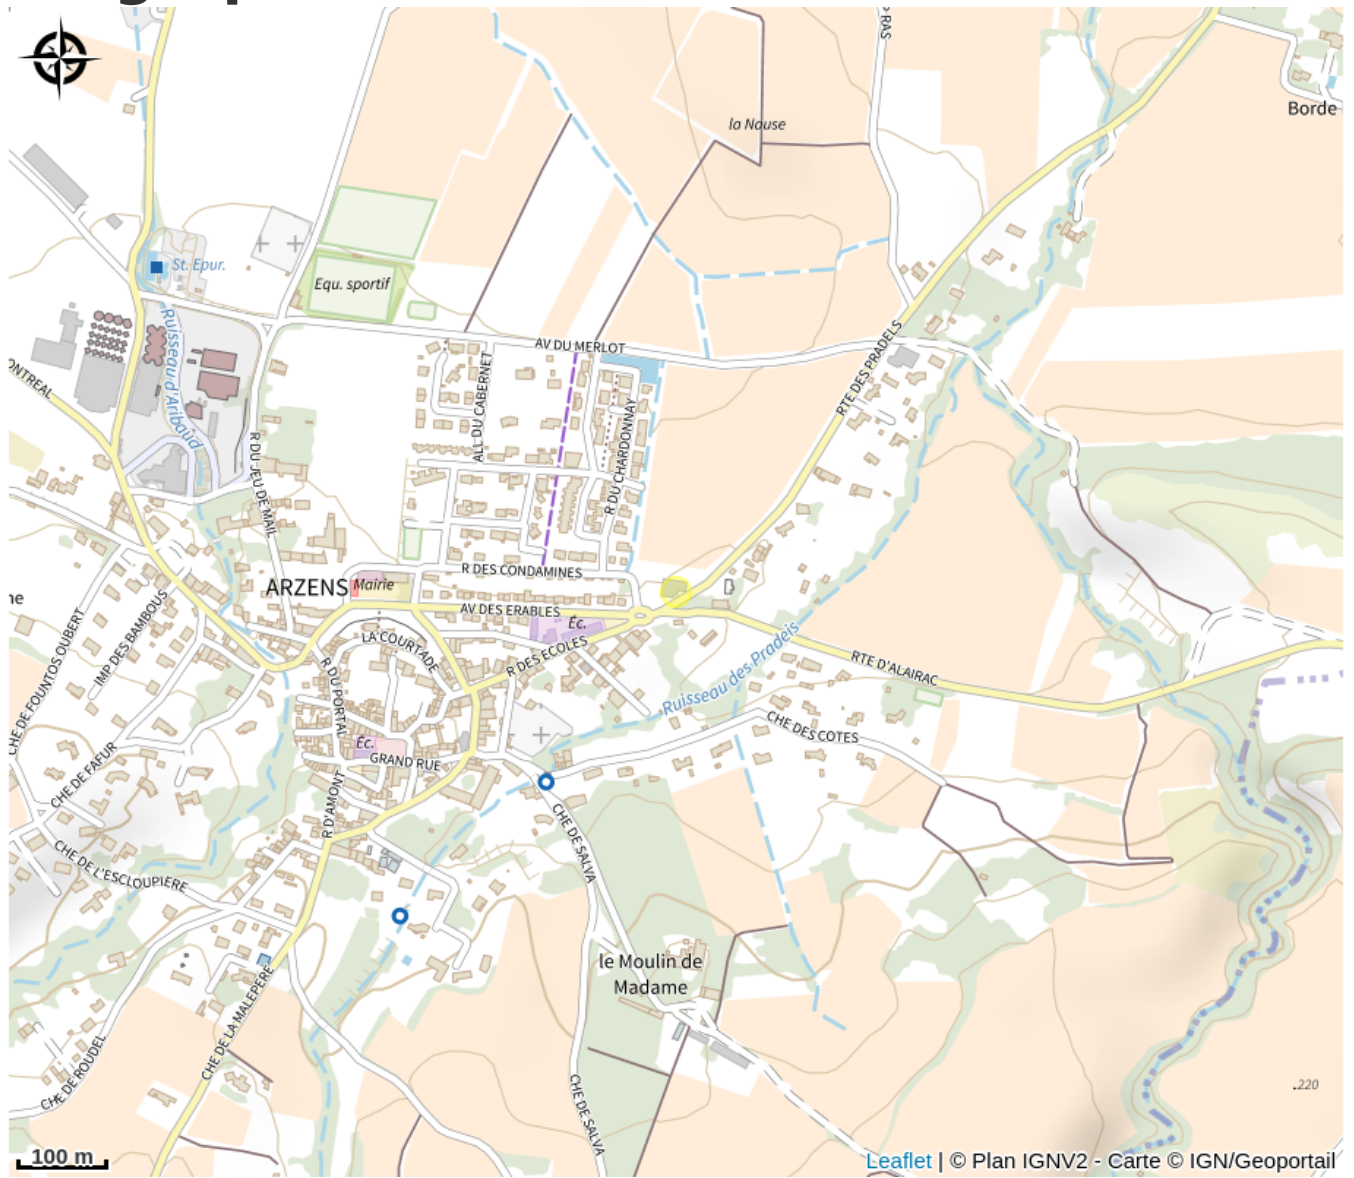 RAS
Borde
la Nause
St. Epur.
Equ. sportif
Ruisseau d'Aribaud
AV DU MERLOT
RTE DES PRADELS
ONTREAL
ALL DU CABERNET
R DU CHARDONNAY
R DU JEU DE MAIL
R DES CONDAMINES
ARZENS
Mairie
ne
AV DES ERABLES
Éc.
IMP DES BAMBOUS
CHE DE FOUNTOS OUBERT
LA COURTADE
R DES ECOLES
Ruisseau des Pradels
RTE D'ALAIRAC
R DU PORTAL
CHE DES COTES
Éc.
GRAND RUE
CHE DE FAFUR
R D'AMONT
CHE DE SALVA
CHE DE L'ESCLOUPIERE
le Moulin de
Madame
CHE DE LA MALEPERE
CHE DE ROUDEL
CHE DE SALVA
.220
100 m
Leaflet | © Plan IGNV2 - Carte © IGN/Geoportail